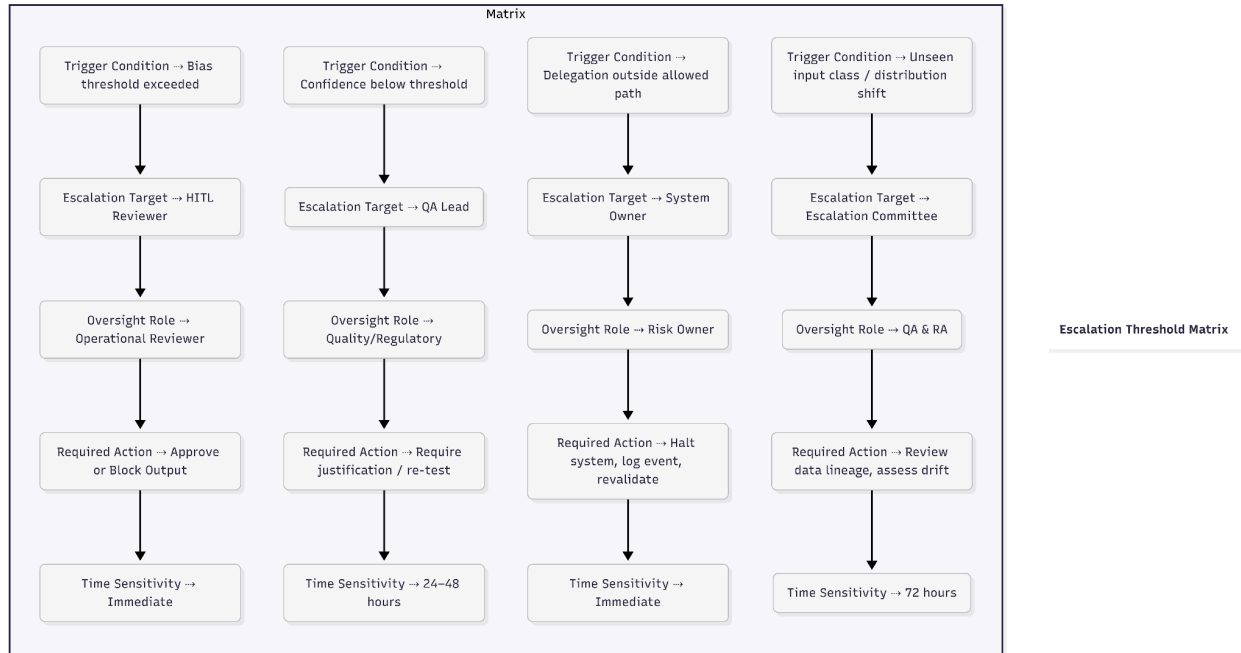 Matrix
Trigger Condition ⇢ Bias
threshold exceeded
Escalation Target ⇢ HITL
Reviewer
Oversight Role ⇢
Operational Reviewer
Required Action ⇢ Approve
or Block Output
Time Sensitivity ⇢
Immediate
Trigger Condition ⇢
Confidence below threshold
Escalation Target ⇢ QA Lead
Oversight Role ⇢
Quality/Regulatory
Required Action ⇢ Require
justification / re-test
Time Sensitivity ⇢ 24–48
hours
Trigger Condition ⇢
Delegation outside allowed
path
Escalation Target ⇢ System
Owner
Oversight Role ⇢ Risk Owner
Required Action ⇢ Halt
system, log event,
revalidate
Time Sensitivity ⇢
Immediate
Trigger Condition ⇢ Unseen
input class / distribution
shift
Escalation Target ⇢
Escalation Committee
Oversight Role ⇢ QA & RA
Required Action ⇢ Review
data lineage, assess drift
Time Sensitivity ⇢ 72 hours
Escalation Threshold Matrix